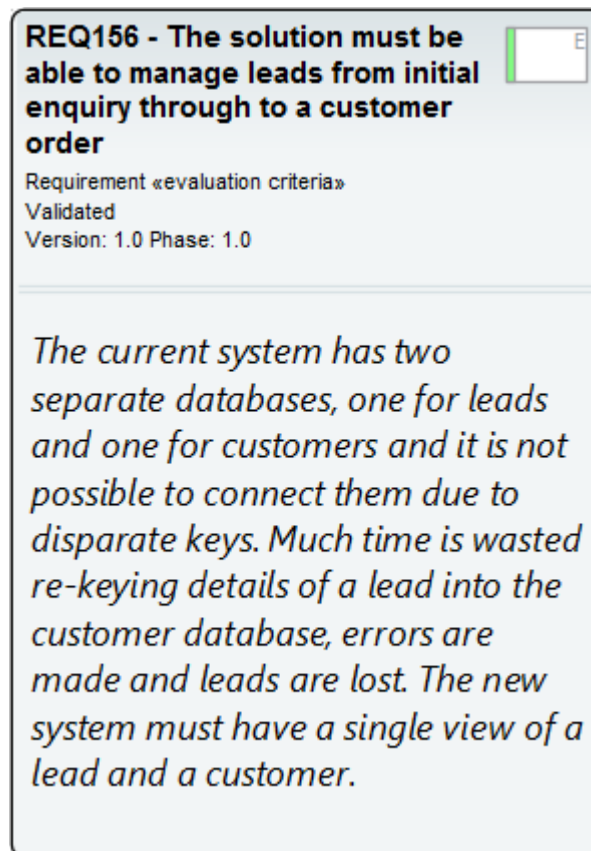 REQ156 - The solution must be
able to manage leads from initial
enquiry through to a customer
order
E
Requirement «evaluation criteria»
Validated
Version: 1.0 Phase: 1.0
The current system has two
separate databases, one for leads
and one for customers and it is not
possible to connect them due to
disparate keys. Much time is wasted
re-keying details of a lead into the
customer database, errors are
made and leads are lost. The new
system must have a single view of a
lead and a customer.